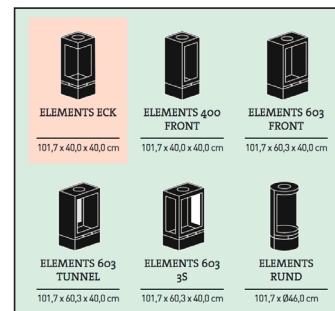 ELEMENTS ECK
101,7 x 40,0 x 40,0 cm
ELEMENTS 400
FRONT
101,7 x 40,0 x 40,0 cm
ELEMENTS 603
FRONT
101,7 x 60,3 x 40,0 cm
ELEMENTS 603
TUNNEL
101,7 x 60,3 x 40,0 cm
ELEMENTS 603
3S
101,7 x 60,3 x 40,0 cm
ELEMENTS
RUND
101,7 x Ø46,0 cm